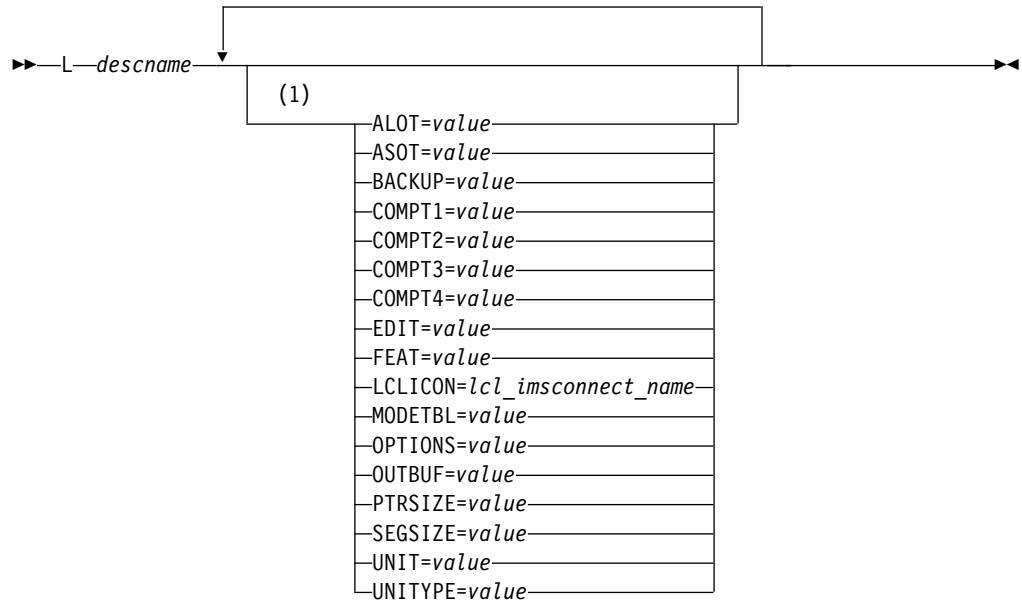 L descname
(1)
ALOT=value
ASOT=value
BACKUP=value
COMPT1=value
COMPT2=value
COMPT3=value
COMPT4=value
EDIT=value
FEAT=value
LCLICON=lcl_imsconnect_name
MODETBL=value
OPTIONS=value
OUTBUF=value
PTRSIZE=value
SEGSIZE=value
UNIT=value
UNITYPE=value